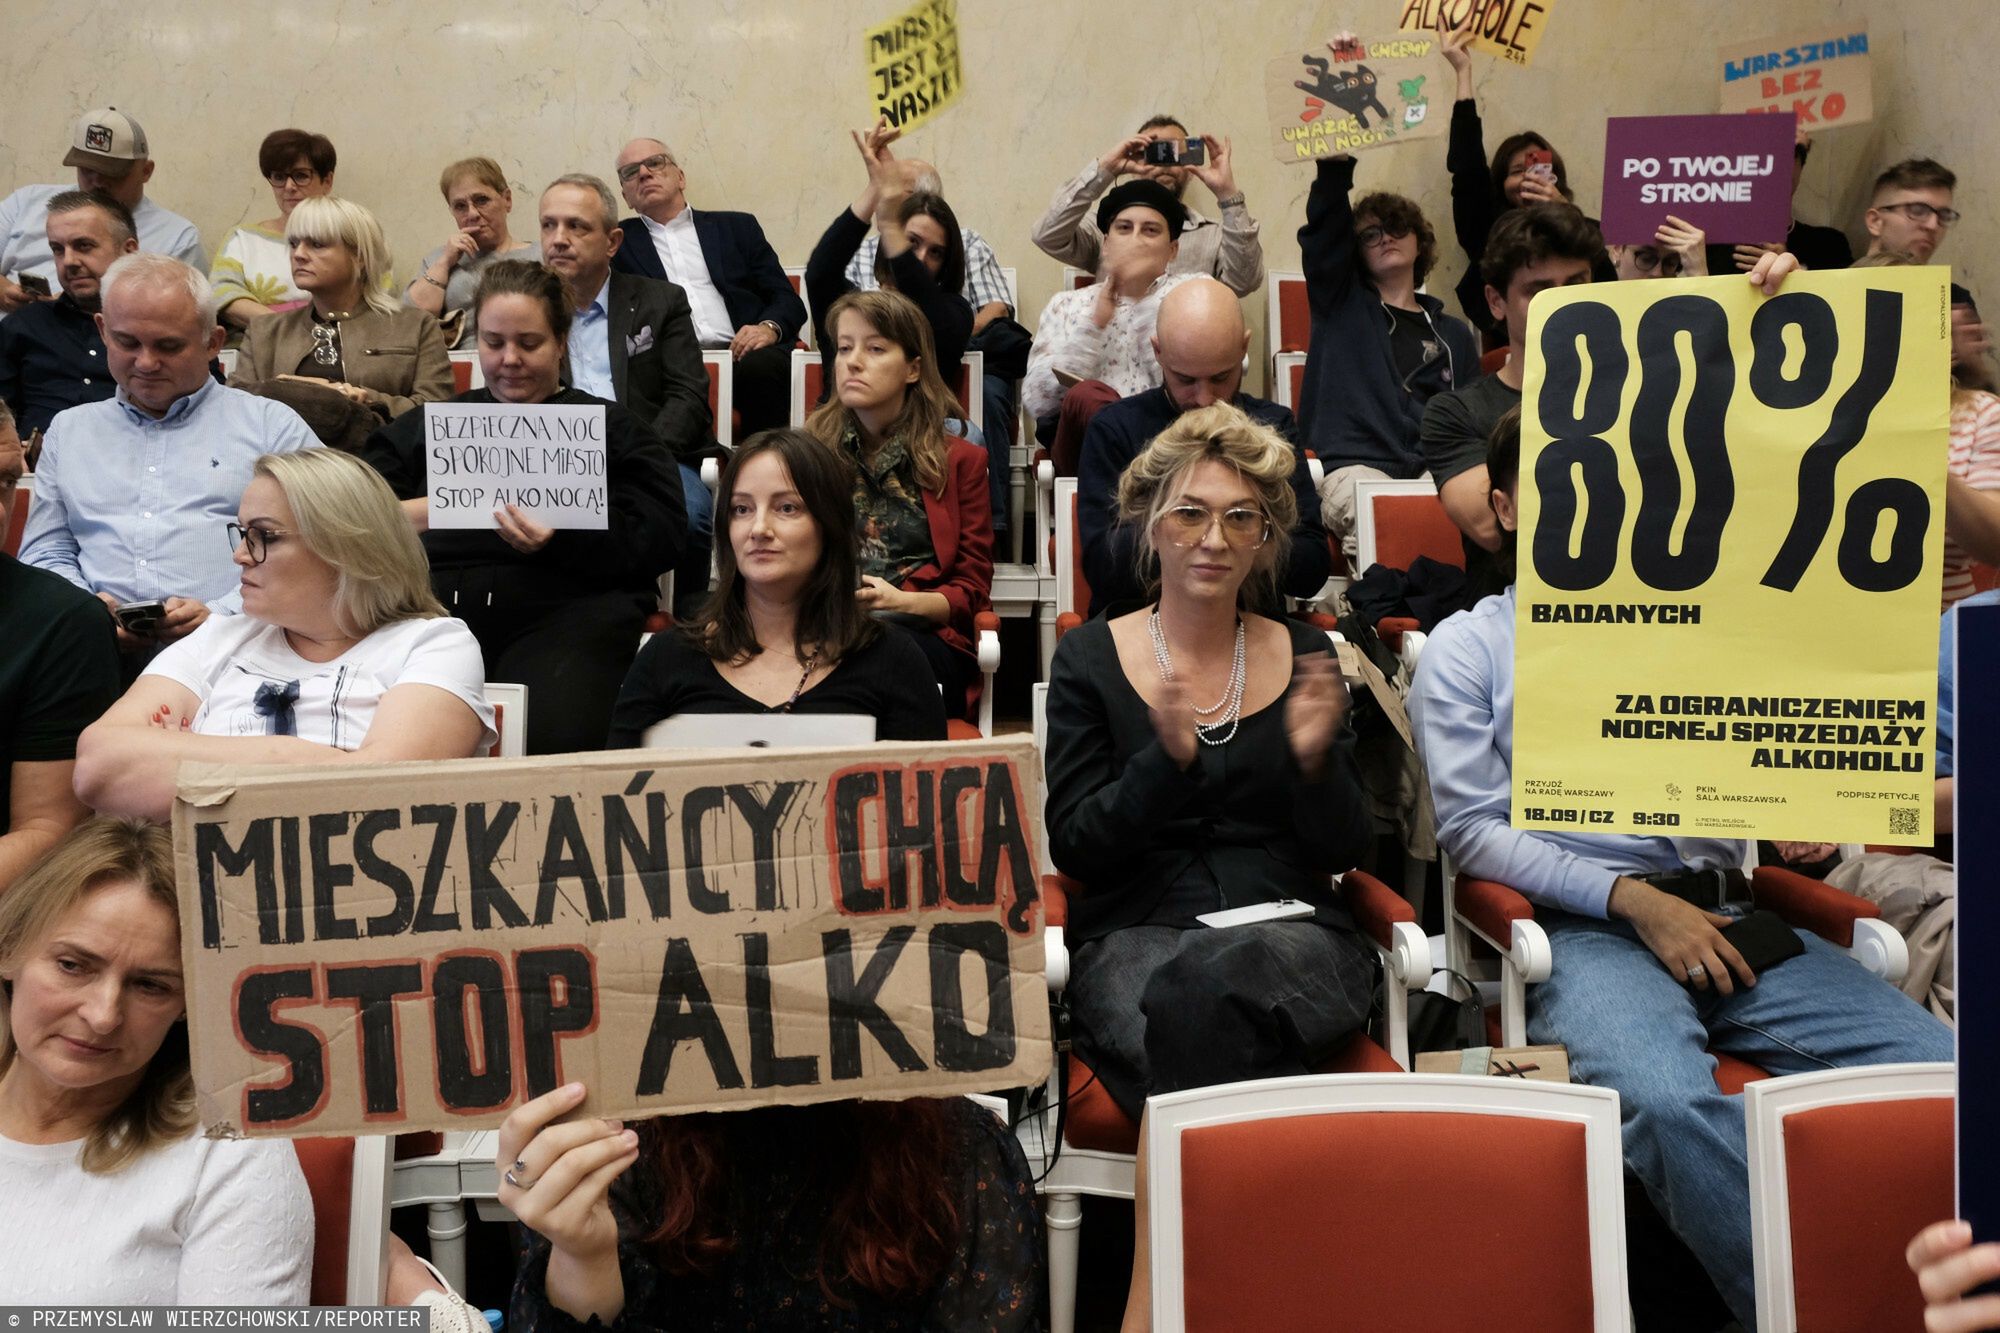 MIASTO
JEST
NASZE!
ALKOHOLE
24h
NIE CHCEMY
UWAŻAĆ
NA NOGI
WARSZAWA
BEZ
ALKO
PO TWOJEJ
STRONIE
BEZPIECZNA NOC
SPOKOJNE MIASTO
STOP ALKO NOCĄ!
80%
BADANYCH
ZA OGRANICZENIEM
NOCNEJ SPRZEDAŻY
ALKOHOLU
PRZYJDŹ
NA RADĘ WARSZAWY
PKIN
SALA WARSZAWSKA
PODPISZ PETYCJĘ
18.09/CZ 9:30
MIESZKAŃCY CHCĄ
STOP ALKO
© PRZEMYSLAW WIERZCHOWSKI/REPORTER